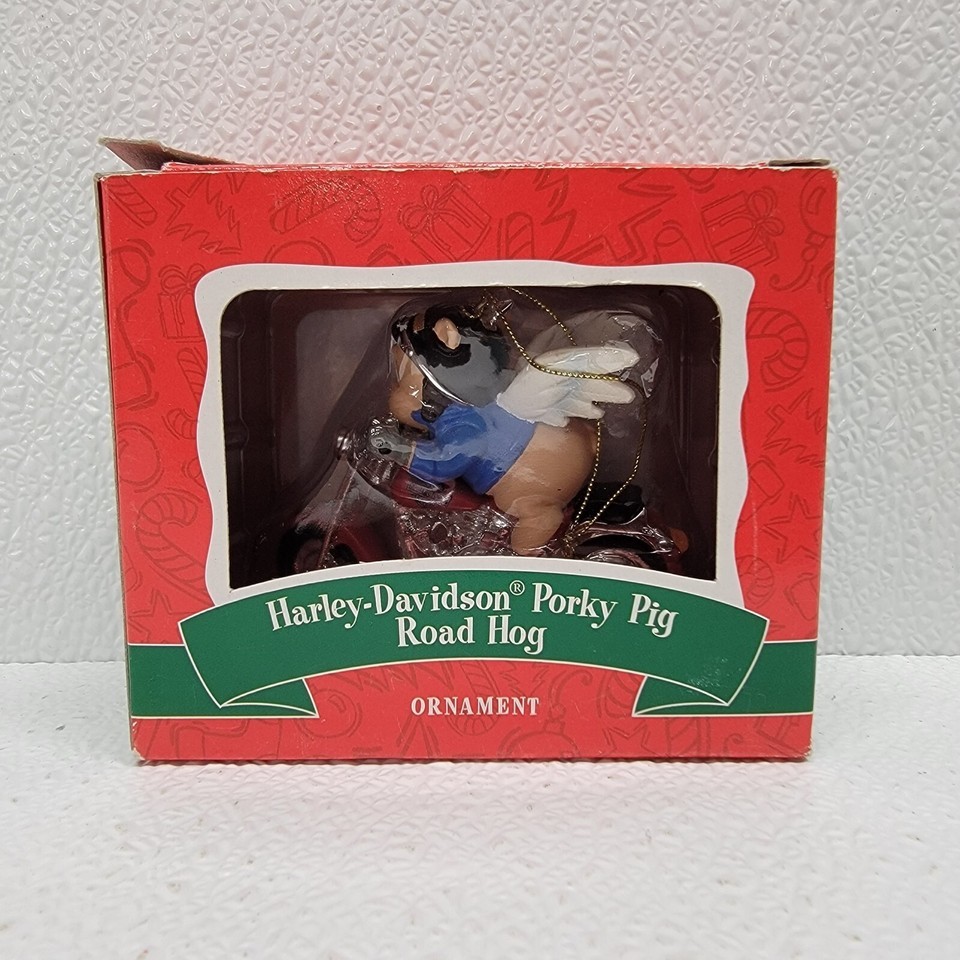 Harley-Davidson® Porky Pig
Road Hog
ORNAMENT